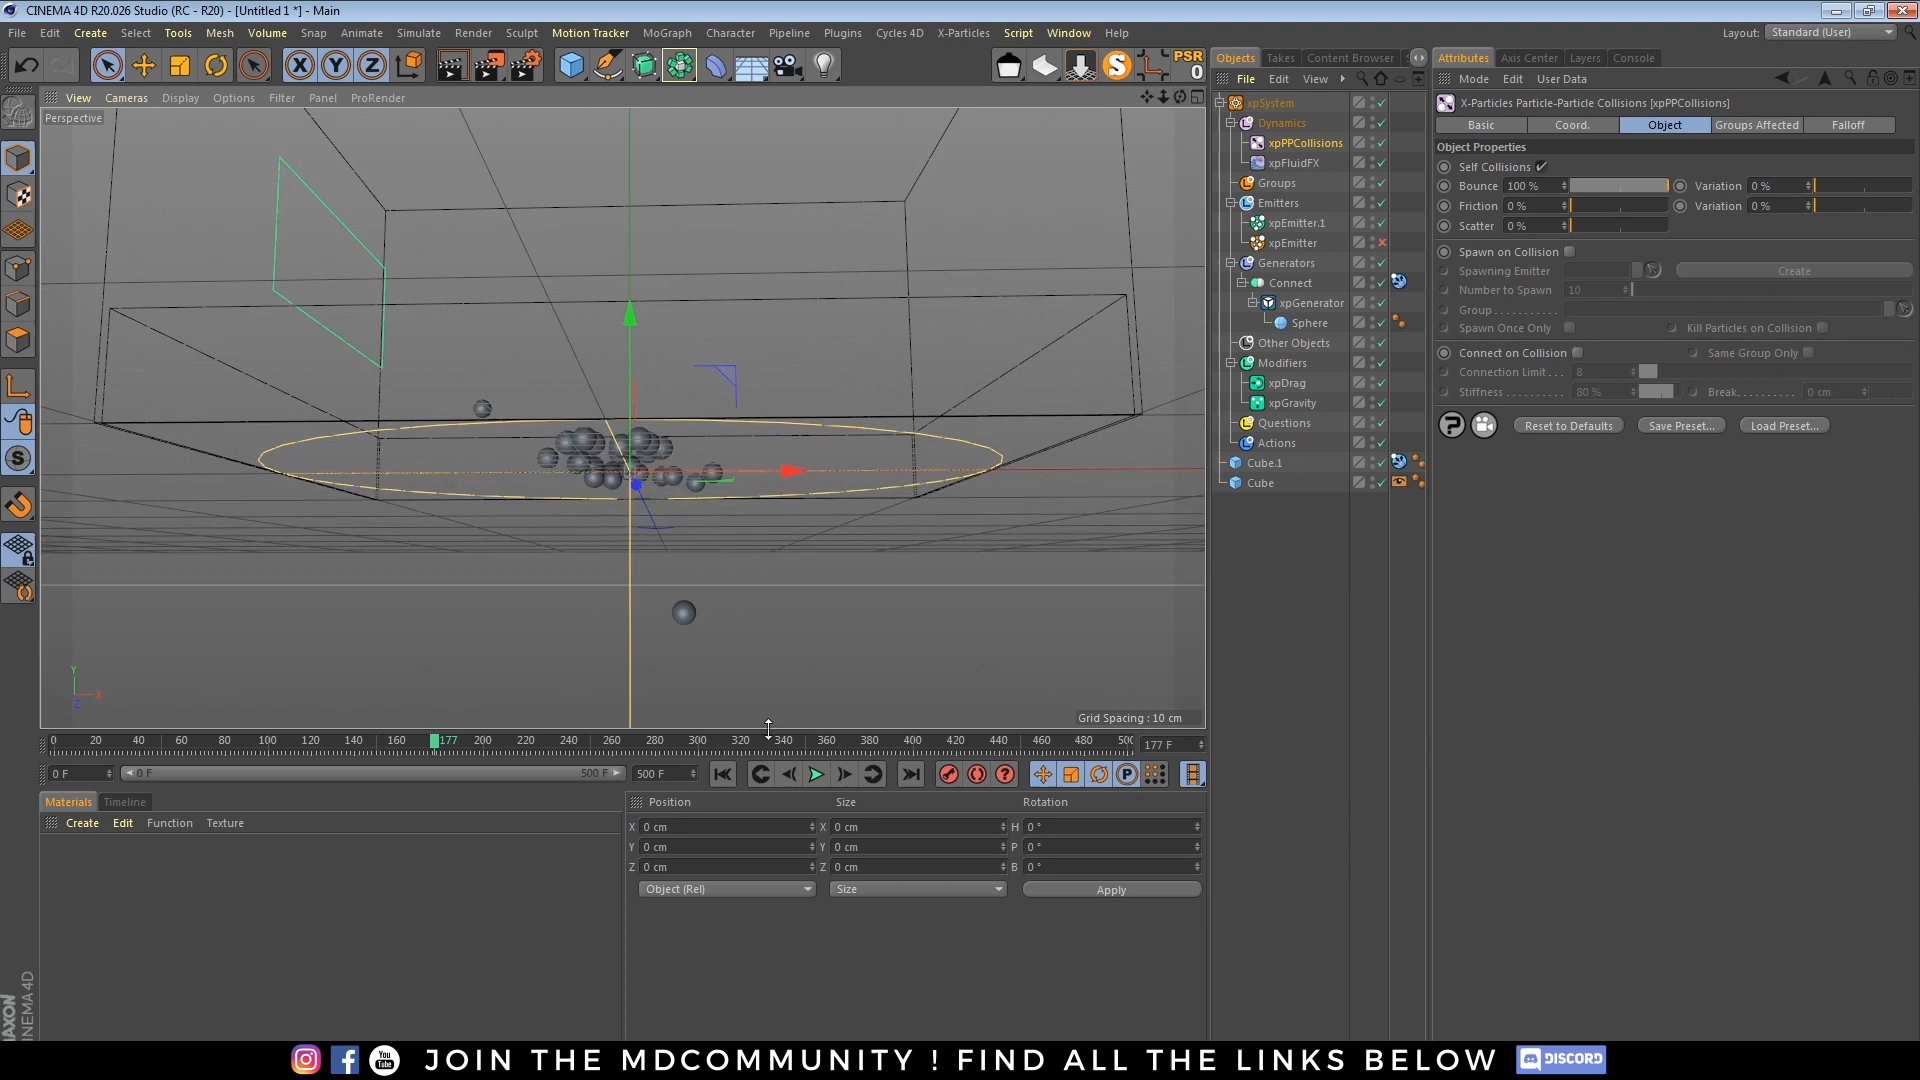 CINEMA 4D R20.026 Studio (RC - R20) - [Untitled 1 *] - Main
File Edit Create Select Tools Mesh Volume Snap Animate Simulate Render Sculpt Motion Tracker MoGraph Character Pipeline Plugins Cycles 4D X-Particles Script Window Help Layout: Standard (User)
X Y Z S PSR 0
Objects Takes Content Browser Attributes Axis Center Layers Console
View Cameras Display Options Filter Panel ProRender
File Edit View
Mode Edit User Data
Perspective
xpSystem
Dynamics
xpPPCollisions
xpFluidFX
Groups
Emitters
xpEmitter.1
xpEmitter
Generators
Connect
xpGenerator
Sphere
Other Objects
Modifiers
xpDrag
xpGravity
Questions
Actions
Cube.1
Cube
X-Particles Particle-Particle Collisions [xpPPCollisions]
Basic Coord. Object Groups Affected Falloff
Object Properties
Self Collisions
Bounce 100 % Variation 0 %
Friction 0 % Variation 0 %
Scatter 0 %
Spawn on Collision
Spawning Emitter Create
Number to Spawn 10
Group . . . . . . . . . . .
Spawn Once Only Kill Particles on Collision
Connect on Collision Same Group Only
Connection Limit . . . 8
Stiffness . . . . . . . . . . 80 % Break. . . . . . . . . . 0 cm
? Reset to Defaults Save Preset... Load Preset...
S
Y
X
Z
Grid Spacing : 10 cm
0 20 40 60 80 100 120 140 160 177 200 220 240 260 280 300 320 340 360 380 400 420 440 460 480 500 177 F
0 F 0 F 500 F 500 F ? P
Materials Timeline
Create Edit Function Texture
Position Size Rotation
X 0 cm X 0 cm H 0 °
Y 0 cm Y 0 cm P 0 °
Z 0 cm Z 0 cm B 0 °
Object (Rel) Size Apply
MAXON
CINEMA 4D
You Tube JOIN THE MDCOMMUNITY ! FIND ALL THE LINKS BELOW DISCORD